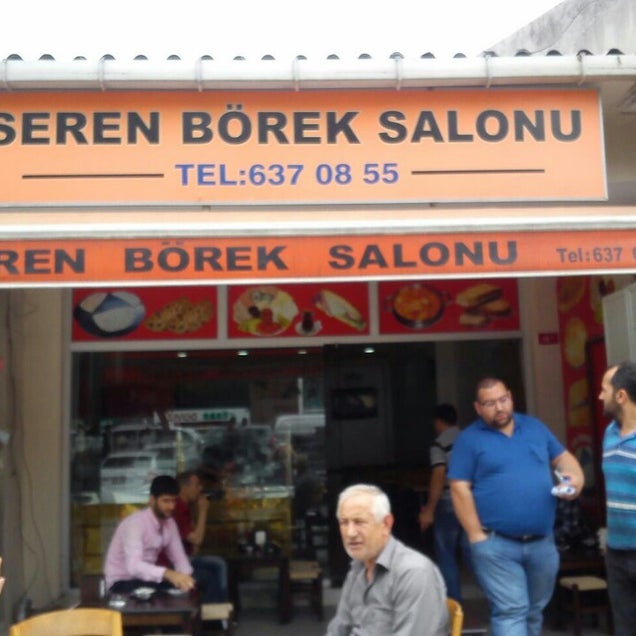 SEREN BÖREK SALONU
TEL:637 08 55
REN BÖREK SALONU Tel:637